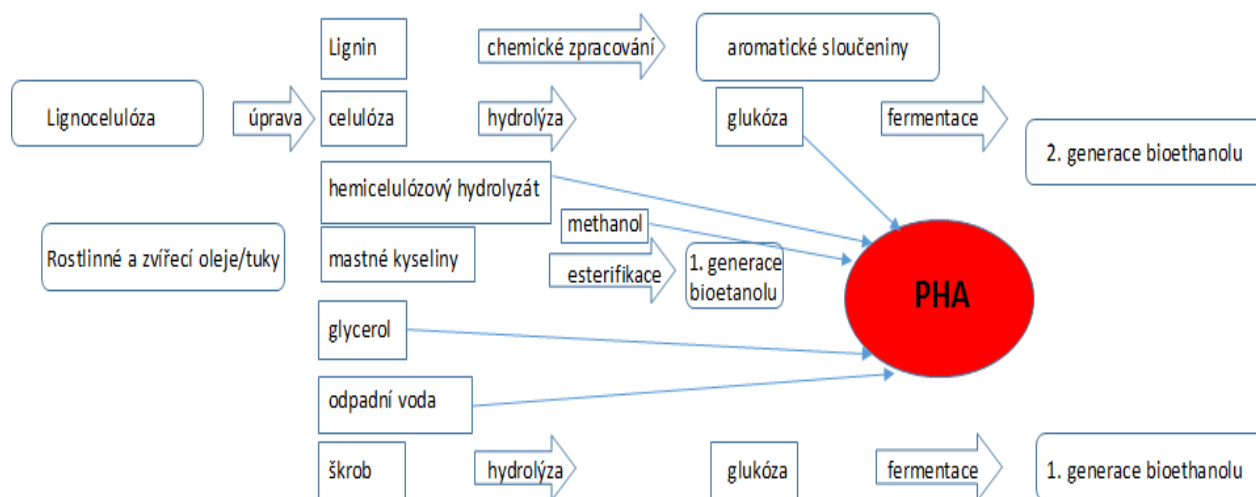 Lignin
chemické zpracování
aromatické sloučeniny
Lignocelulóza
úprava
celulóza
hydrolýza
glukóza
fermentace
2. generace bioethanolu
hemicelulózový hydrolyzát
methanol
Rostlinné a zvířecí oleje/tuky
mastné kyseliny
esterifikace
1. generace
bioetanolu
PHA
glycerol
odpadní voda
škrob
hydrolýza
glukóza
fermentace
1. generace bioethanolu